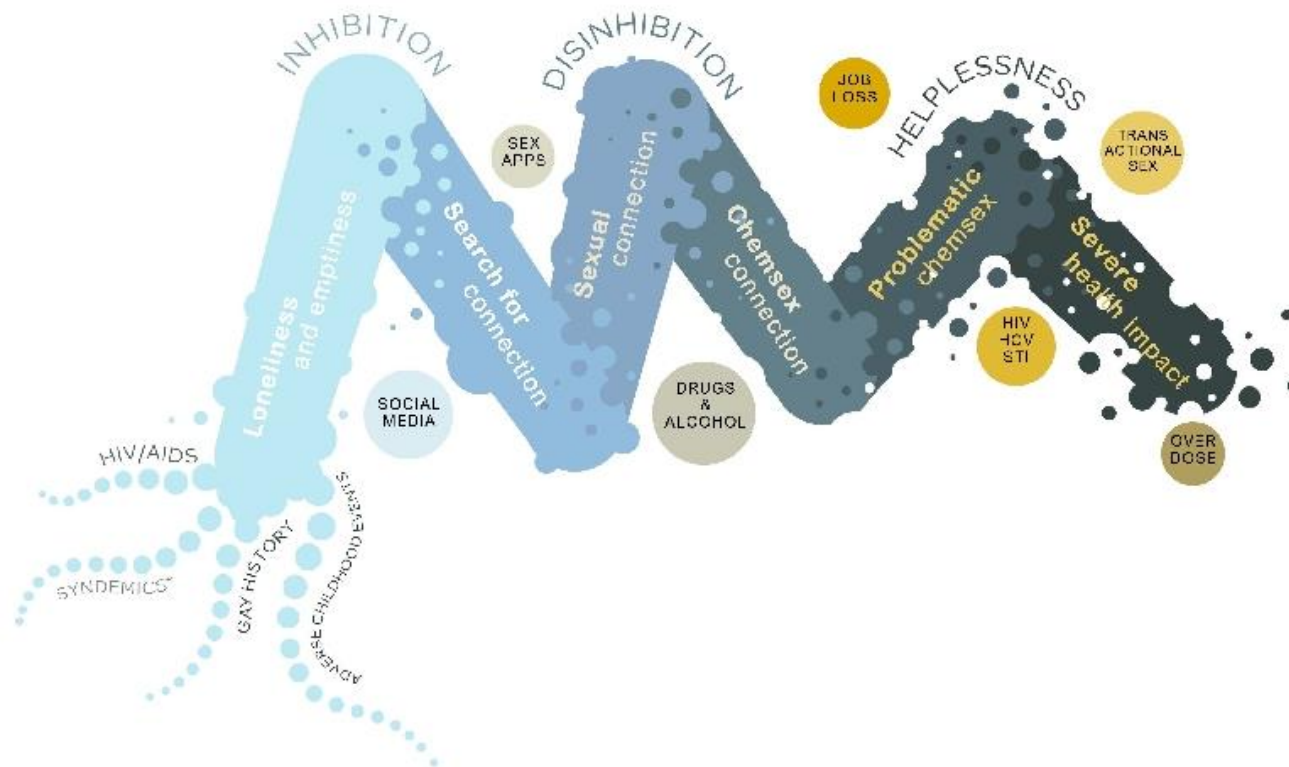 INHIBITION
DISINHIBITION
HELPLESSNESS
JOB
LOSS
TRANS
ACTIONAL
SEX
SEX
APPS
Loneliness
and emptiness
Search for
connection
Sexual
connection
Chemsex
connection
Problematic
chemsex
Severe
health impact
SOCIAL
MEDIA
DRUGS
&
ALCOHOL
HIV
HCV
STI
OVER
DOSE
HIV/AIDS
SYNDEMICS*
GAY HISTORY
ADVERSE CHILDHOOD EVENTS